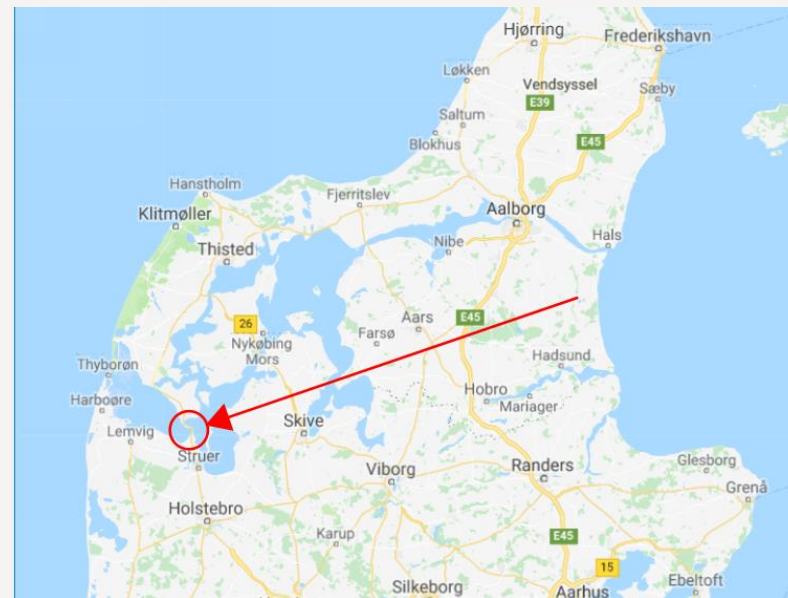 Hjørring
Frederikshavn
Løkken
Vendsyssel
Sæby
E39
Saltum
E45
Blokhus
Hanstholm
Fjerritslev
Klitmøller
Aalborg
Thisted
Nibe
Hals
26
Aars
E45
Nykøbing
Mors
Farsø
Thyborøn
Hadsund
Harboøre
Hobro
Mariager
Lemvig
Skive
Struer
Viborg
Randers
Glesborg
Grenå
Holstebro
Karup
E45
15
Silkeborg
Aarhus
Ebeltoft